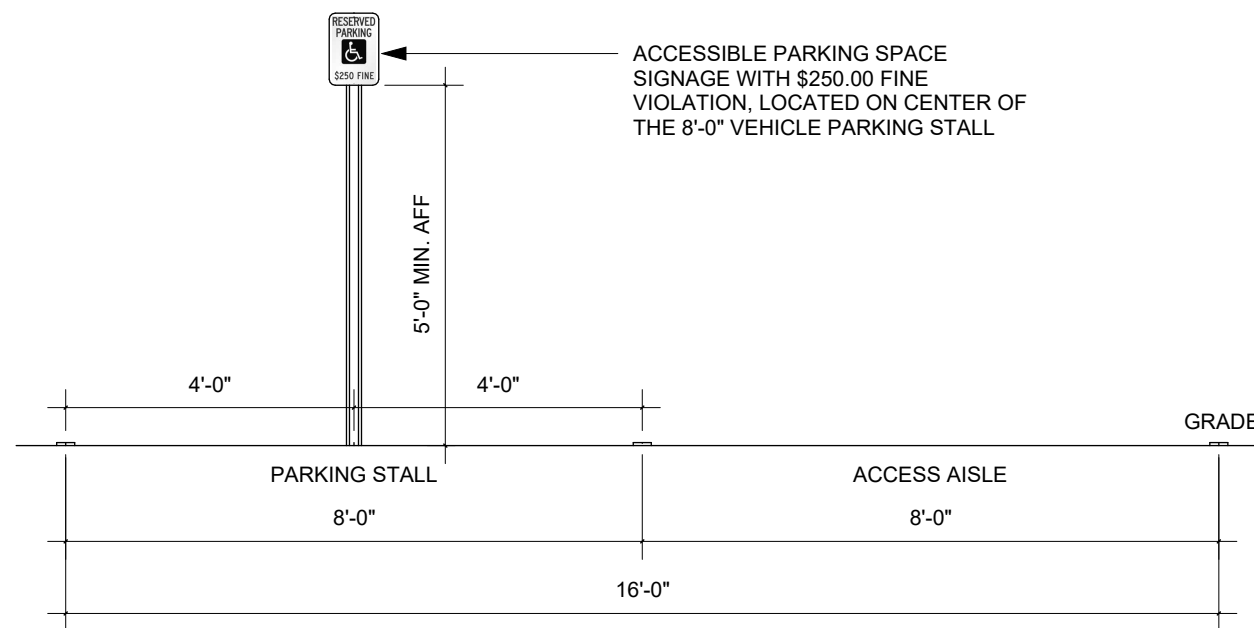 RESERVED
PARKING
$250 FINE
ACCESSIBLE PARKING SPACE
SIGNAGE WITH $250.00 FINE
VIOLATION, LOCATED ON CENTER OF
THE 8'-0" VEHICLE PARKING STALL
5'-0" MIN. AFF
4'-0"
4'-0"
GRADE
PARKING STALL
ACCESS AISLE
8'-0"
8'-0"
16'-0"